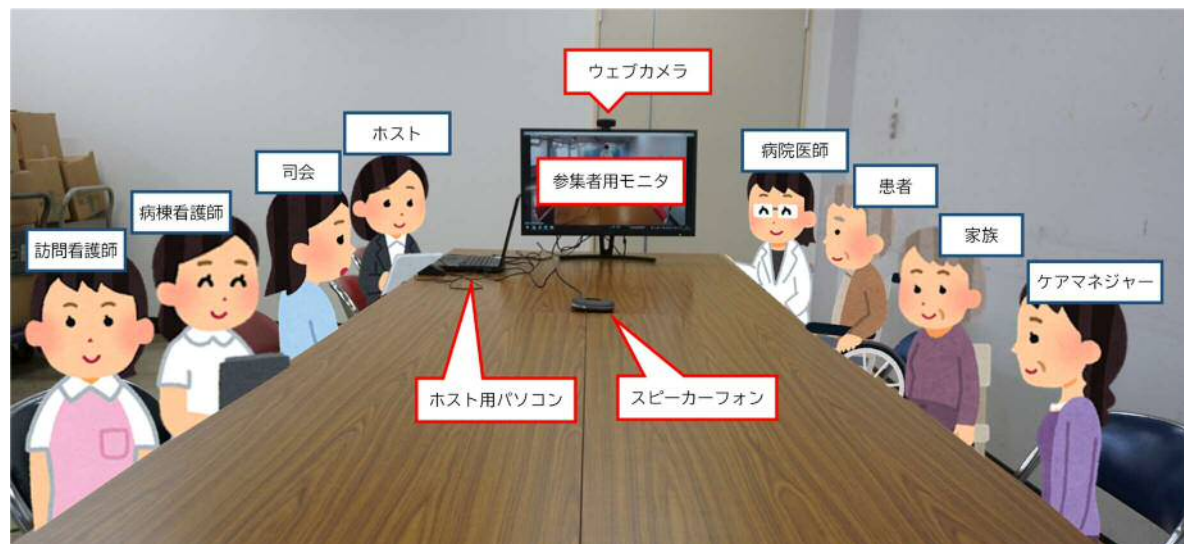 ウェブカメラ
ホスト
司会
病棟看護師
訪問看護師
参集者用モニタ
病院医師
患者
家族
ケアマネジャー
ホスト用パソコン
スピーカーフォン